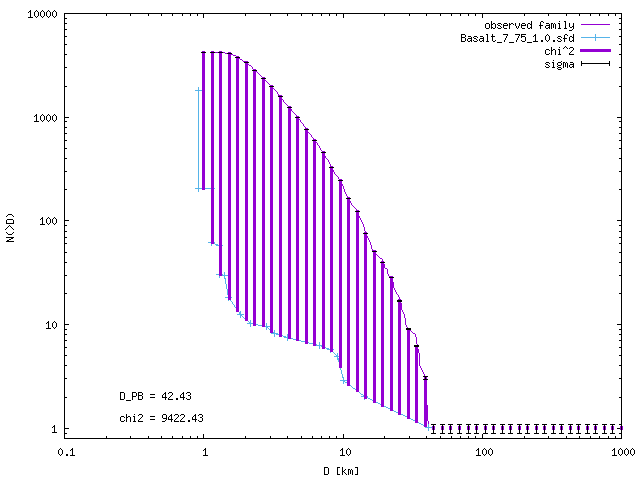 10000
1000
100
10
1
N(>D)
observed family
Basalt_7_75_1.0.sfd
chi^2
sigma
D_PB = 42.43
chi2 = 9422.43
0.1 1 10 100 1000
D [km]